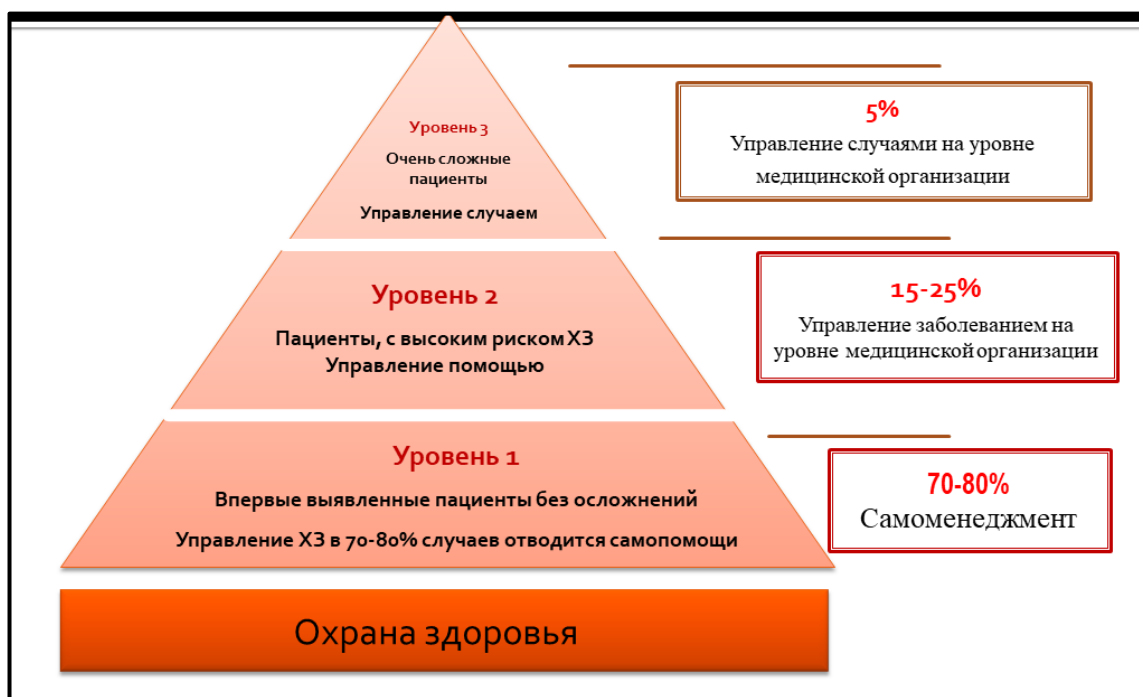 Уровень 3
Очень сложные
пациенты
Управление случаем
5%
Управление случаями на уровне
медицинской организации
Уровень 2
Пациенты, с высоким риском ХЗ
Управление помощью
15-25%
Управление заболеванием на
уровне медицинской организации
Уровень 1
Впервые выявленные пациенты без осложнений
Управление ХЗ в 70-80% случаев отводится самопомощи
70-80%
Самоменеджмент
Охрана здоровья